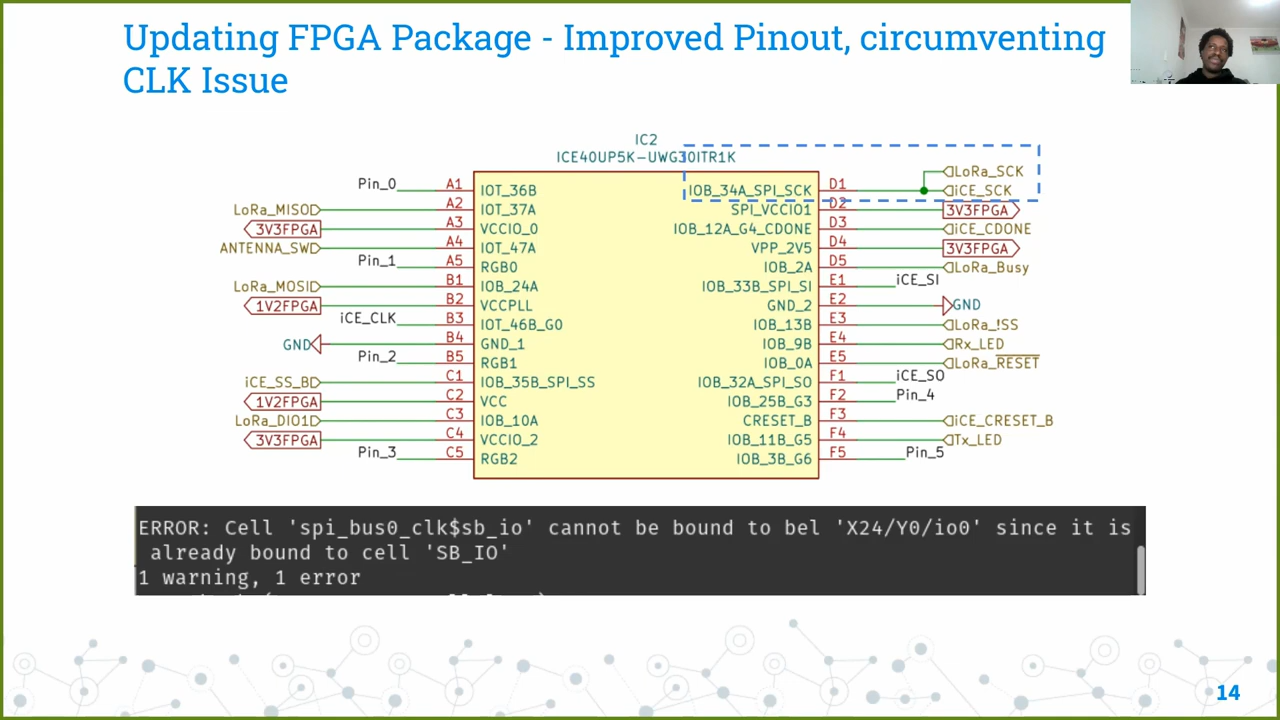 Updating FPGA Package - Improved Pinout, circumventing
CLK Issue
IC2
ICE40UP5K-UWG30ITR1K
Pin_0 A1 IOT_36B IOB_34A_SPI_SCK D1 LoRa_SCK
iCE_SCK
LoRa_MISO A2 IOT_37A SPI_VCCIO1 D2 3V3FPGA
3V3FPGA A3 VCCIO_0 IOB_12A_G4_CDONE D3 iCE_CDONE
ANTENNA_SW A4 IOT_47A VPP_2V5 D4 3V3FPGA
Pin_1 A5 RGB0 IOB_2A D5 LoRa_Busy
LoRa_MOSI B1 IOB_24A IOB_33B_SPI_SI E1 iCE_SI
1V2FPGA B2 VCCPLL GND_2 E2 GND
iCE_CLK B3 IOT_46B_G0 IOB_13B E3 LoRa_!SS
GND B4 GND_1 IOB_9B E4 Rx_LED
Pin_2 B5 RGB1 IOB_0A E5 LoRa_RESET
iCE_SS_B C1 IOB_35B_SPI_SS IOB_32A_SPI_SO F1 iCE_SO
1V2FPGA C2 VCC IOB_25B_G3 F2 Pin_4
LoRa_DIO1 C3 IOB_10A CRESET_B F3 iCE_CRESET_B
3V3FPGA C4 VCCIO_2 IOB_11B_G5 F4 Tx_LED
Pin_3 C5 RGB2 IOB_3B_G6 F5 Pin_5
ERROR: Cell 'spi_bus0_clk$sb_io' cannot be bound to bel 'X24/Y0/io0' since it is
already bound to cell 'SB_IO'
1 warning, 1 error
14